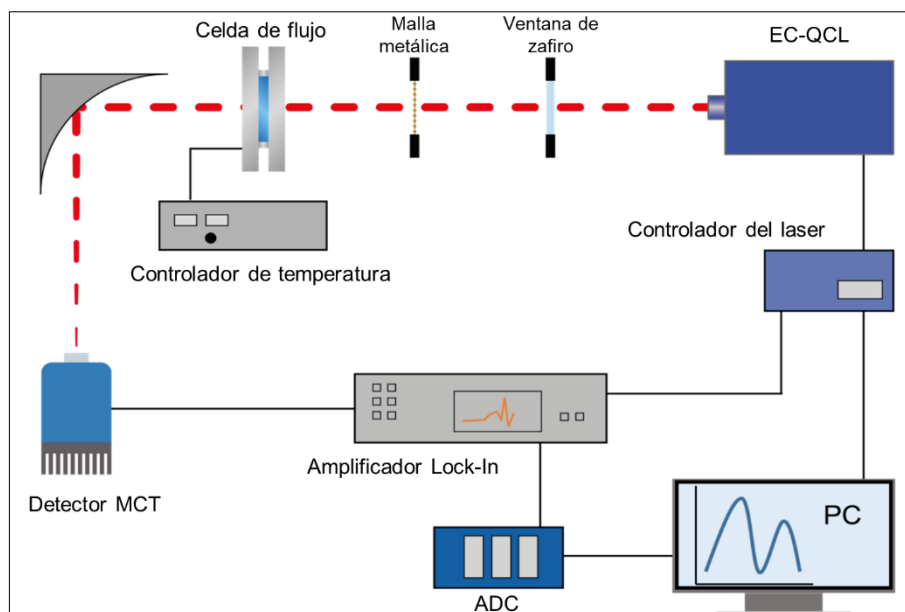 Celda de flujo
Malla
metálica
Ventana de
zafiro
EC-QCL
Controlador del laser
Controlador de temperatura
Amplificador Lock-In
Detector MCT
PC
ADC